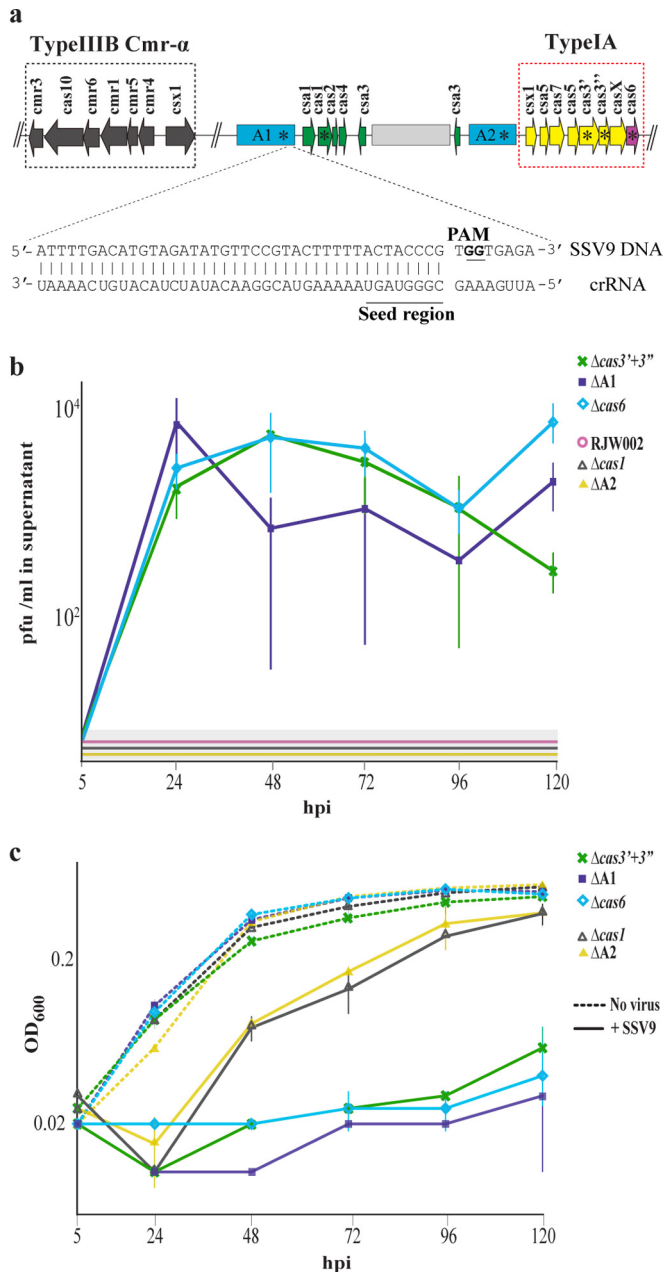 a
TypeIIIB Cmr-α
TypeIA
cmr3
cas10
cmr6
cmr1
cmr5
cmr4
csx1
csa1
cas1
cas2
cas4
csa3
csa3
csx1
csa5
cas7
cas5
cas3'
cas3''
casX
cas6
A1 *
*
A2 *
*
*
*
PAM
5'-ATTTTGACATGTAGATATGTTCCGTACTTTTTACTACCCG TGGTGAGA-3' SSV9 DNA
3'-UAAAACUGUACAUCUAUACAAGGCAUGAAAAAUGAUGGGC GAAAGUUA-5' crRNA
Seed region
b
Δcas3'+3"
ΔA1
Δcas6
RJW002
Δcas1
ΔA2
pfu /ml in supernatant
10⁴
10²
5 24 48 72 96 120
hpi
c
Δcas3'+3"
ΔA1
Δcas6
Δcas1
ΔA2
No virus
+ SSV9
OD₆₀₀
0.2
0.02
5 24 48 72 96 120
hpi